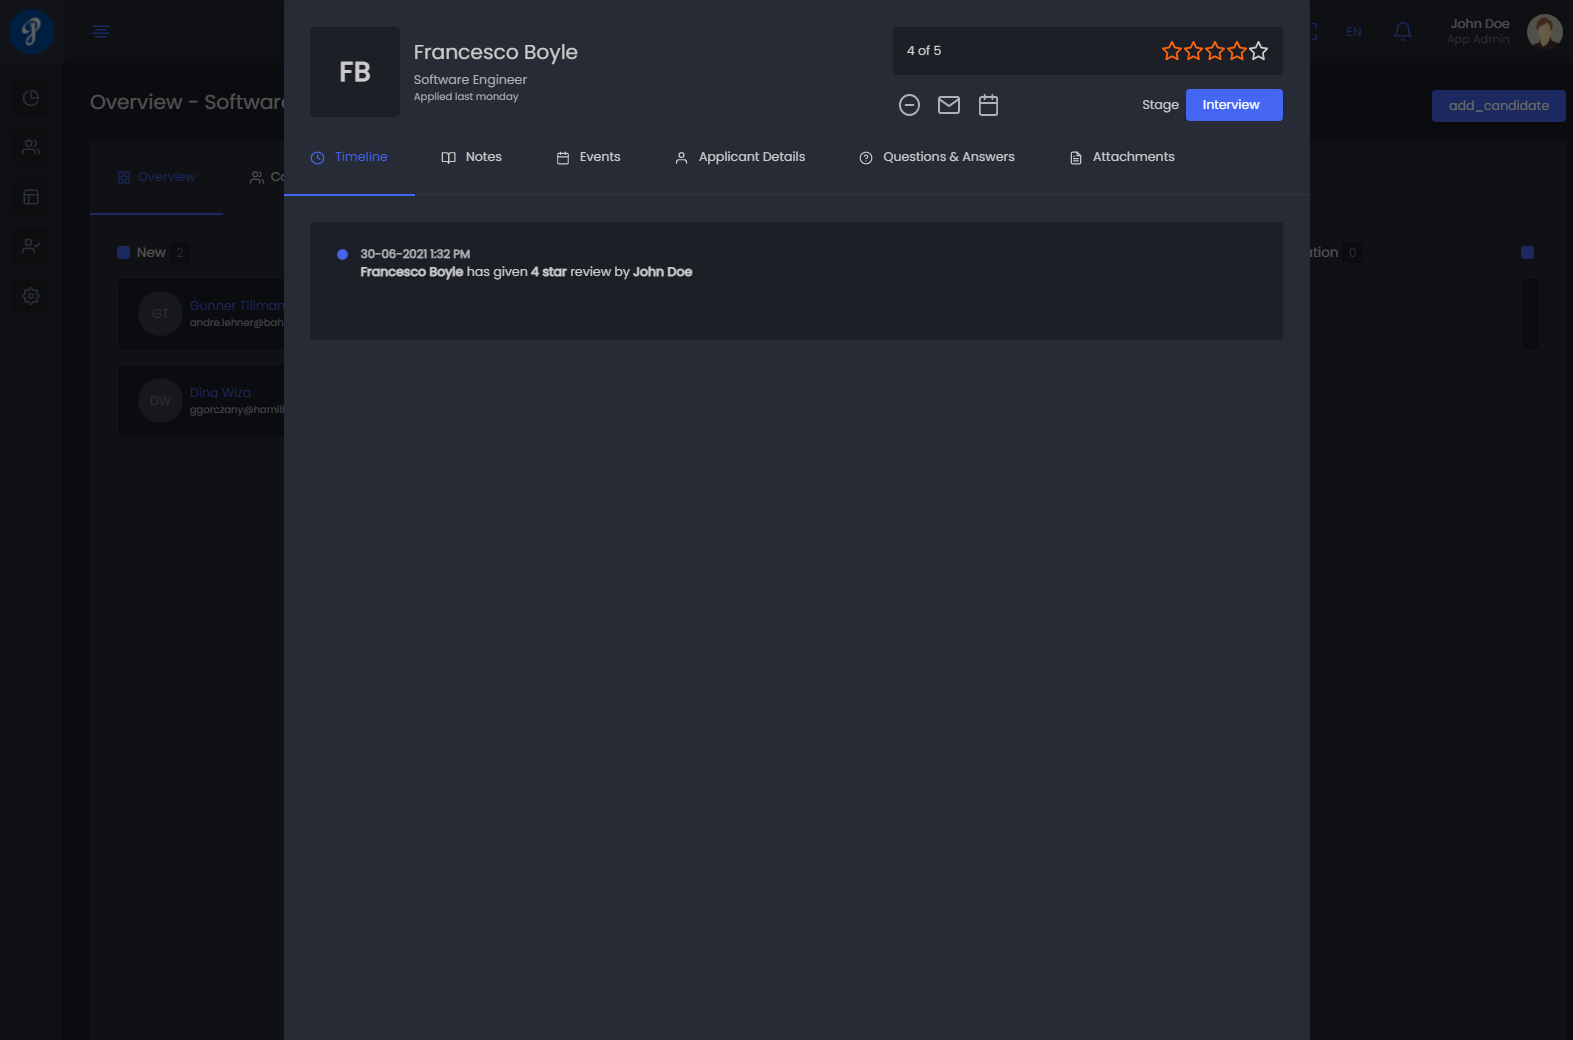 EN
John Doe
App Admin
Overview - Software
add_candidate
FB
Francesco Boyle
Software Engineer
Applied last monday
4 of 5
Stage
Interview
Timeline
Notes
Events
Applicant Details
Questions & Answers
Attachments
30-06-2021 1:32 PM
Francesco Boyle has given 4 star review by John Doe
Overview
New 2
GT
Gunner Tillman
andre.lehner@bah
DW
Dina Wiza
ggorczany@hamill
0